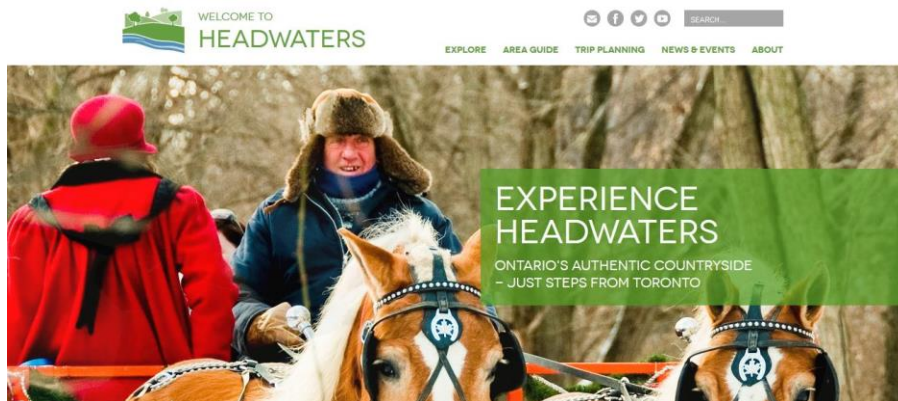 WELCOME TO
HEADWATERS
SEARCH...
EXPLORE AREA GUIDE TRIP PLANNING NEWS & EVENTS ABOUT
EXPERIENCE
HEADWATERS
ONTARIO'S AUTHENTIC COUNTRYSIDE
– JUST STEPS FROM TORONTO